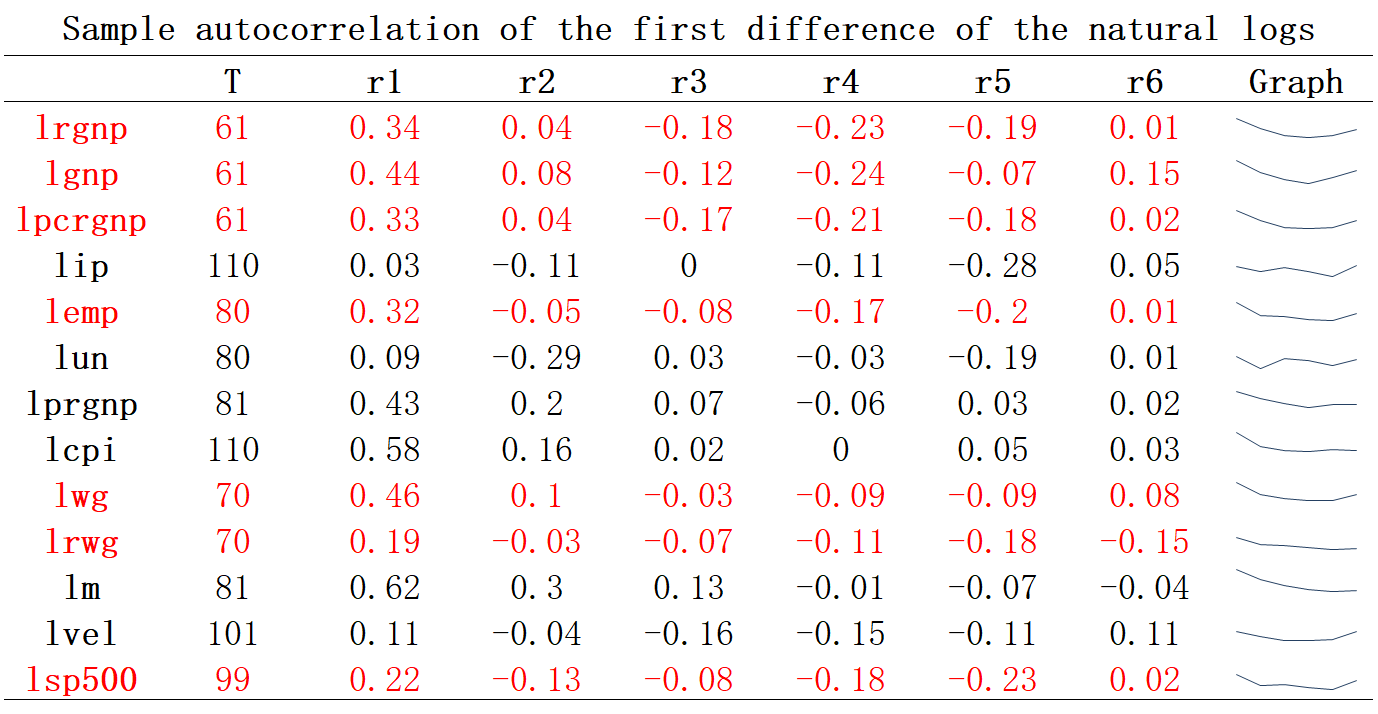 Sample autocorrelation of the first difference of the natural logs
T r1 r2 r3 r4 r5 r6 Graph
lrgnp 61 0.34 0.04 -0.18 -0.23 -0.19 0.01
lgnp 61 0.44 0.08 -0.12 -0.24 -0.07 0.15
lpcrgnp 61 0.33 0.04 -0.17 -0.21 -0.18 0.02
lip 110 0.03 -0.11 0 -0.11 -0.28 0.05
lemp 80 0.32 -0.05 -0.08 -0.17 -0.2 0.01
lun 80 0.09 -0.29 0.03 -0.03 -0.19 0.01
lprgnp 81 0.43 0.2 0.07 -0.06 0.03 0.02
lcpi 110 0.58 0.16 0.02 0 0.05 0.03
lwg 70 0.46 0.1 -0.03 -0.09 -0.09 0.08
lrwg 70 0.19 -0.03 -0.07 -0.11 -0.18 -0.15
lm 81 0.62 0.3 0.13 -0.01 -0.07 -0.04
lvel 101 0.11 -0.04 -0.16 -0.15 -0.11 0.11
lsp500 99 0.22 -0.13 -0.08 -0.18 -0.23 0.02